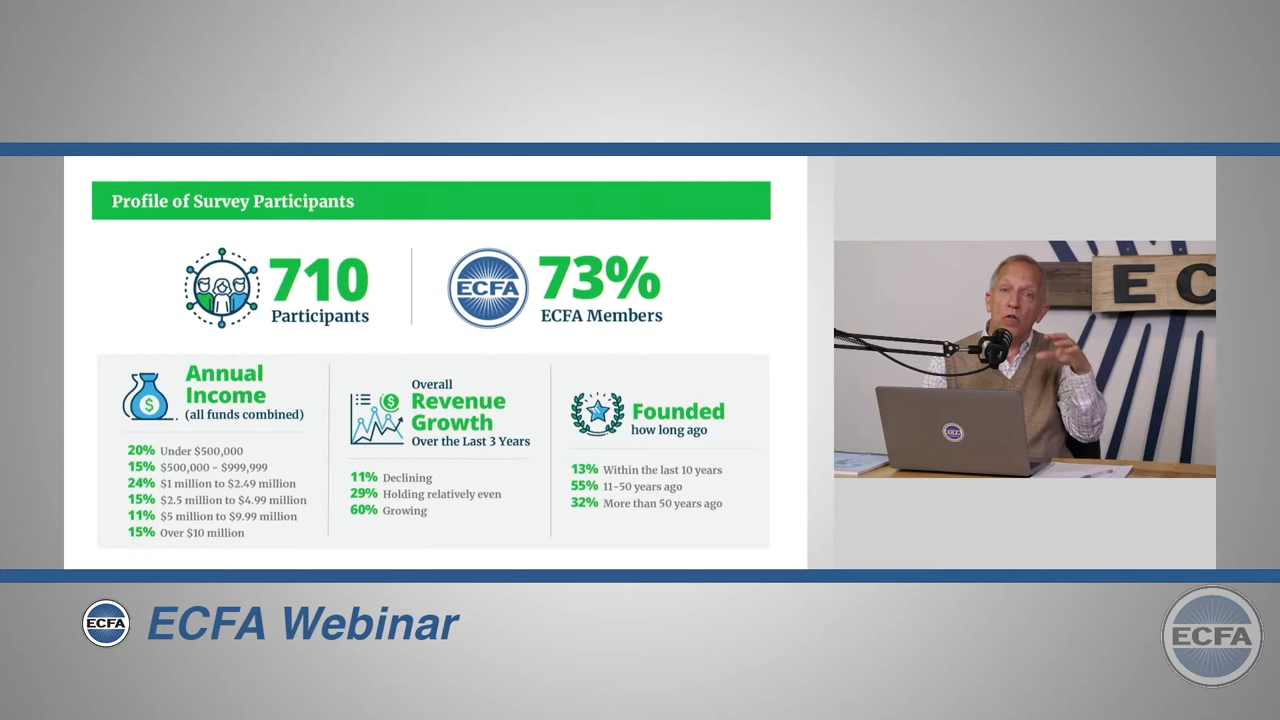 Profile of Survey Participants
710
Participants
ECFA
73%
ECFA Members
Annual
Income
(all funds combined)
20% Under $500,000
15% $500,000 - $999,999
24% $1 million to $2.49 million
15% $2.5 million to $4.99 million
11% $5 million to $9.99 million
15% Over $10 million
Overall
Revenue
Growth
Over the Last 3 Years
11% Declining
29% Holding relatively even
60% Growing
Founded
how long ago
13% Within the last 10 years
55% 11-50 years ago
32% More than 50 years ago
EC
ECFA
ECFA Webinar
ECFA